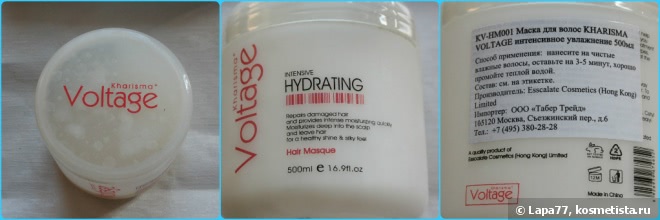 Kharisma®
Voltage
Kharisma®
Voltage
INTENSIVE
HYDRATING
Repairs damaged hair
and provides intense moisturizing quickly
Moisturizes deep into the scalp
and leave hair
for a healthy shine & silky feel
Hair Masque
500ml e 16.9fl.oz
KV-HM001 Маска для волос KHARISMA
VOLTAGE интенсивное увлажнение 500мл
Способ применения: нанесите на чистые
влажные волосы, оставьте на 3-5 минут, хорошо
промойте теплой водой.
Состав: см. на этикетке.
Производитель: Esscalate Cosmetics (Hong Kong)
Limited
Импортер: ООО «Табер Трейд»
105120 Москва, Съезжинский пер., д.6
Тел.: +7 (495) 380-28-28
A quality product of
Esscalate Cosmetics (Hong Kong) Limited
Kharisma®
Voltage
12M
HDPE
Made in China
© Lapa77, kosmetista.ru